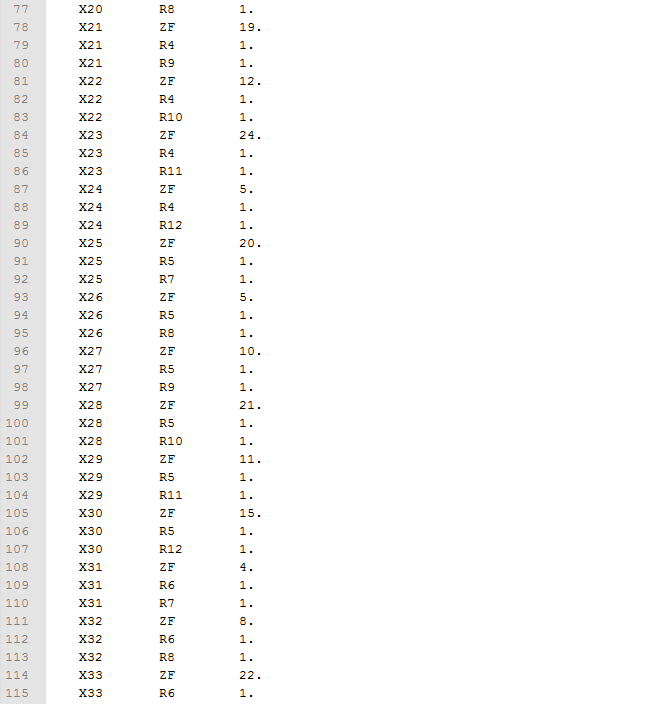 77 X20 R8 1.
78 X21 ZF 19.
79 X21 R4 1.
80 X21 R9 1.
81 X22 ZF 12.
82 X22 R4 1.
83 X22 R10 1.
84 X23 ZF 24.
85 X23 R4 1.
86 X23 R11 1.
87 X24 ZF 5.
88 X24 R4 1.
89 X24 R12 1.
90 X25 ZF 20.
91 X25 R5 1.
92 X25 R7 1.
93 X26 ZF 5.
94 X26 R5 1.
95 X26 R8 1.
96 X27 ZF 10.
97 X27 R5 1.
98 X27 R9 1.
99 X28 ZF 21.
100 X28 R5 1.
101 X28 R10 1.
102 X29 ZF 11.
103 X29 R5 1.
104 X29 R11 1.
105 X30 ZF 15.
106 X30 R5 1.
107 X30 R12 1.
108 X31 ZF 4.
109 X31 R6 1.
110 X31 R7 1.
111 X32 ZF 8.
112 X32 R6 1.
113 X32 R8 1.
114 X33 ZF 22.
115 X33 R6 1.